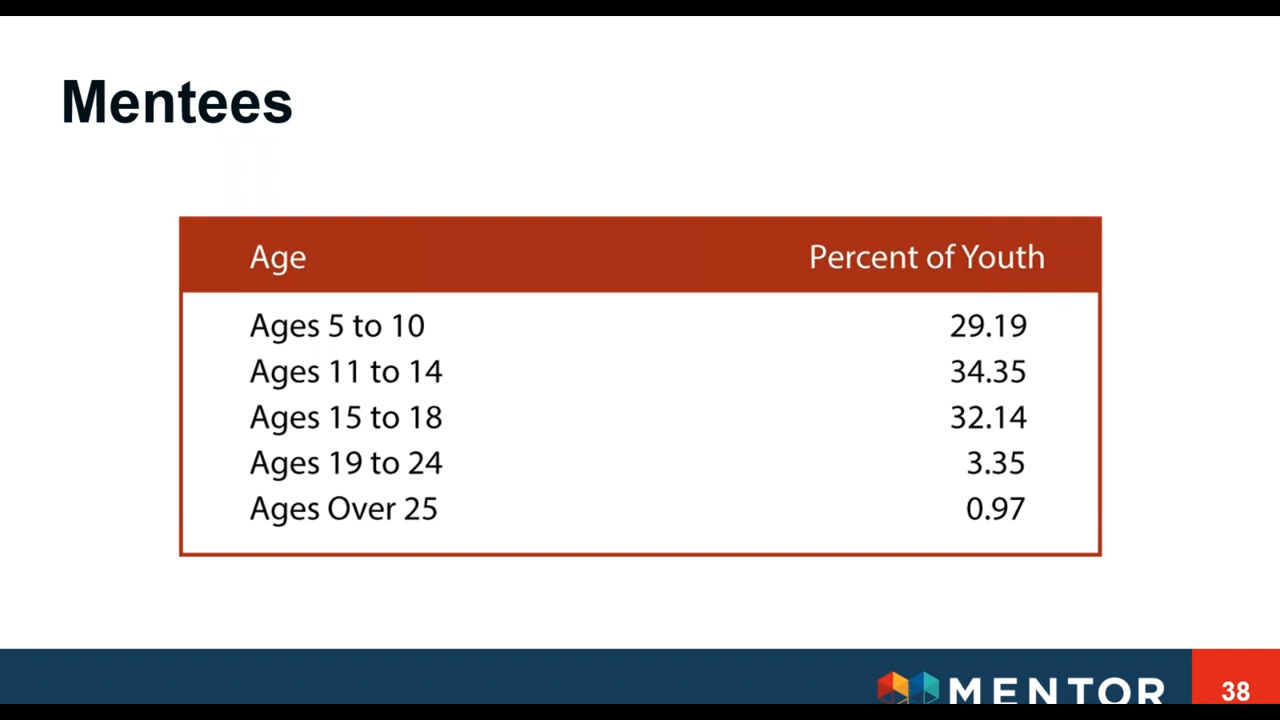 Mentees
Age Percent of Youth
Ages 5 to 10 29.19
Ages 11 to 14 34.35
Ages 15 to 18 32.14
Ages 19 to 24 3.35
Ages Over 25 0.97
MENTOR 38